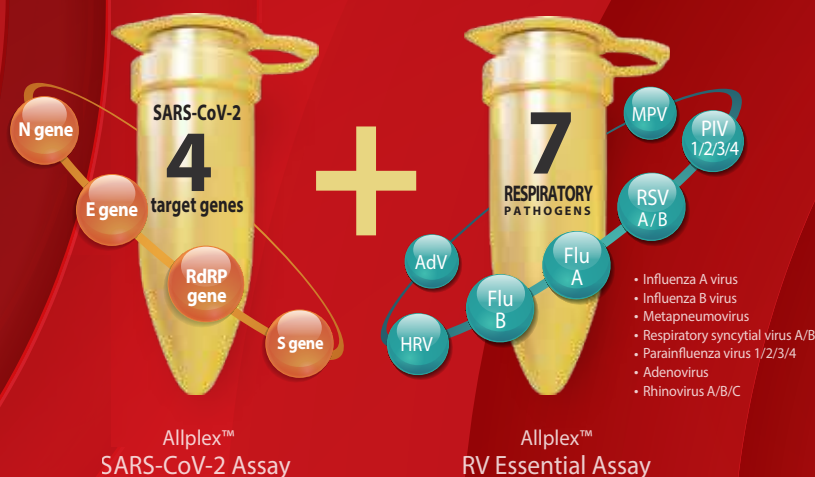 SARS-CoV-2
4
target genes
N gene
E gene
RdRP
gene
S gene
7
RESPIRATORY
PATHOGENS
MPV
PIV
1/2/3/4
RSV
A/B
Flu
A
Flu
B
AdV
HRV
• Influenza A virus
• Influenza B virus
• Metapneumovirus
• Respiratory syncytial virus A/B
• Parainfluenza virus 1/2/3/4
• Adenovirus
• Rhinovirus A/B/C
Allplex™
SARS-CoV-2 Assay
Allplex™
RV Essential Assay